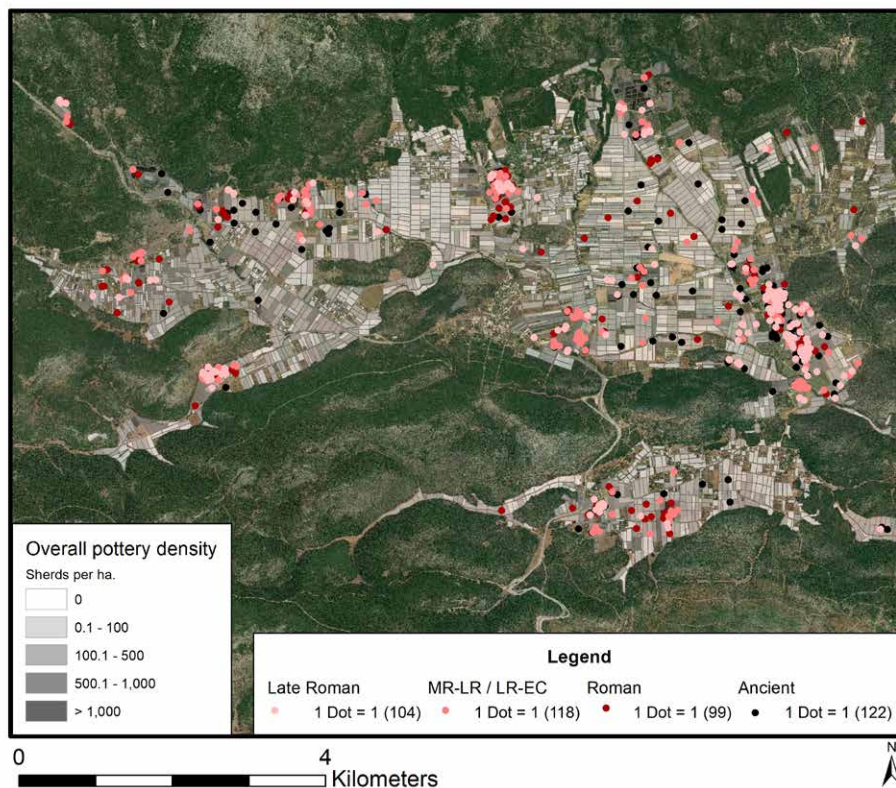 Overall pottery density
Sherds per ha.
0
0.1 - 100
100.1 - 500
500.1 - 1,000
> 1,000
Legend
Late Roman MR-LR / LR-EC Roman Ancient
1 Dot = 1 (104) 1 Dot = 1 (118) 1 Dot = 1 (99) 1 Dot = 1 (122)
0 4
Kilometers
N